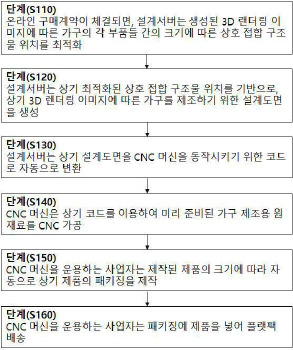 단계(S110)
온라인 구매계약이 체결되면, 설계서버는 생성된 3D 렌더링 이
미지에 따른 가구의 각 부품들 간의 크기에 따른 상호 접합 구조
물 위치를 최적화
단계(S120)
설계서버는 상기 최적화된 상호 접합 구조물 위치를 기반으로,
상기 3D 렌더링 이미지에 따른 가구를 제조하기 위한 설계도면
을 생성
단계(S130)
설계서버는 상기 설계도면을 CNC 머신을 동작시키기 위한 코드
로 자동으로 변환
단계(S140)
CNC 머신은 상기 코드를 이용하여 미리 준비된 가구 제조용 원
재료를 CNC 가공
단계(S150)
CNC 머신을 운용하는 사업자는 제작된 제품의 크기에 따라 자
동으로 상기 제품의 패키징을 제작
단계(S160)
CNC 머신을 운용하는 사업자는 패키징에 제품을 넣어 플랫팩
배송